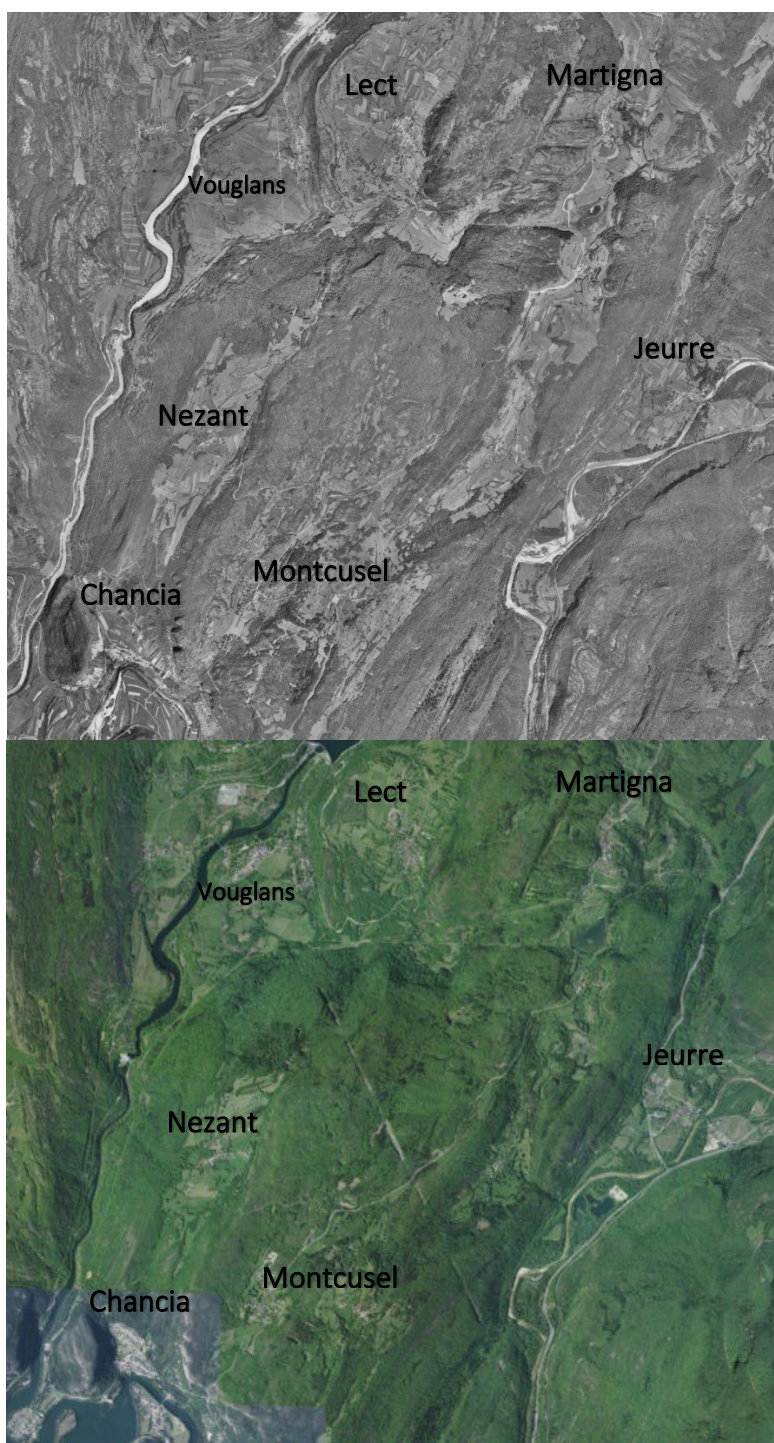 Lect
Martigna
Vouglans
Jeurre
Nezant
Montcusel
Chancia
Lect
Martigna
Vouglans
Jeurre
Nezant
Montcusel
Chancia